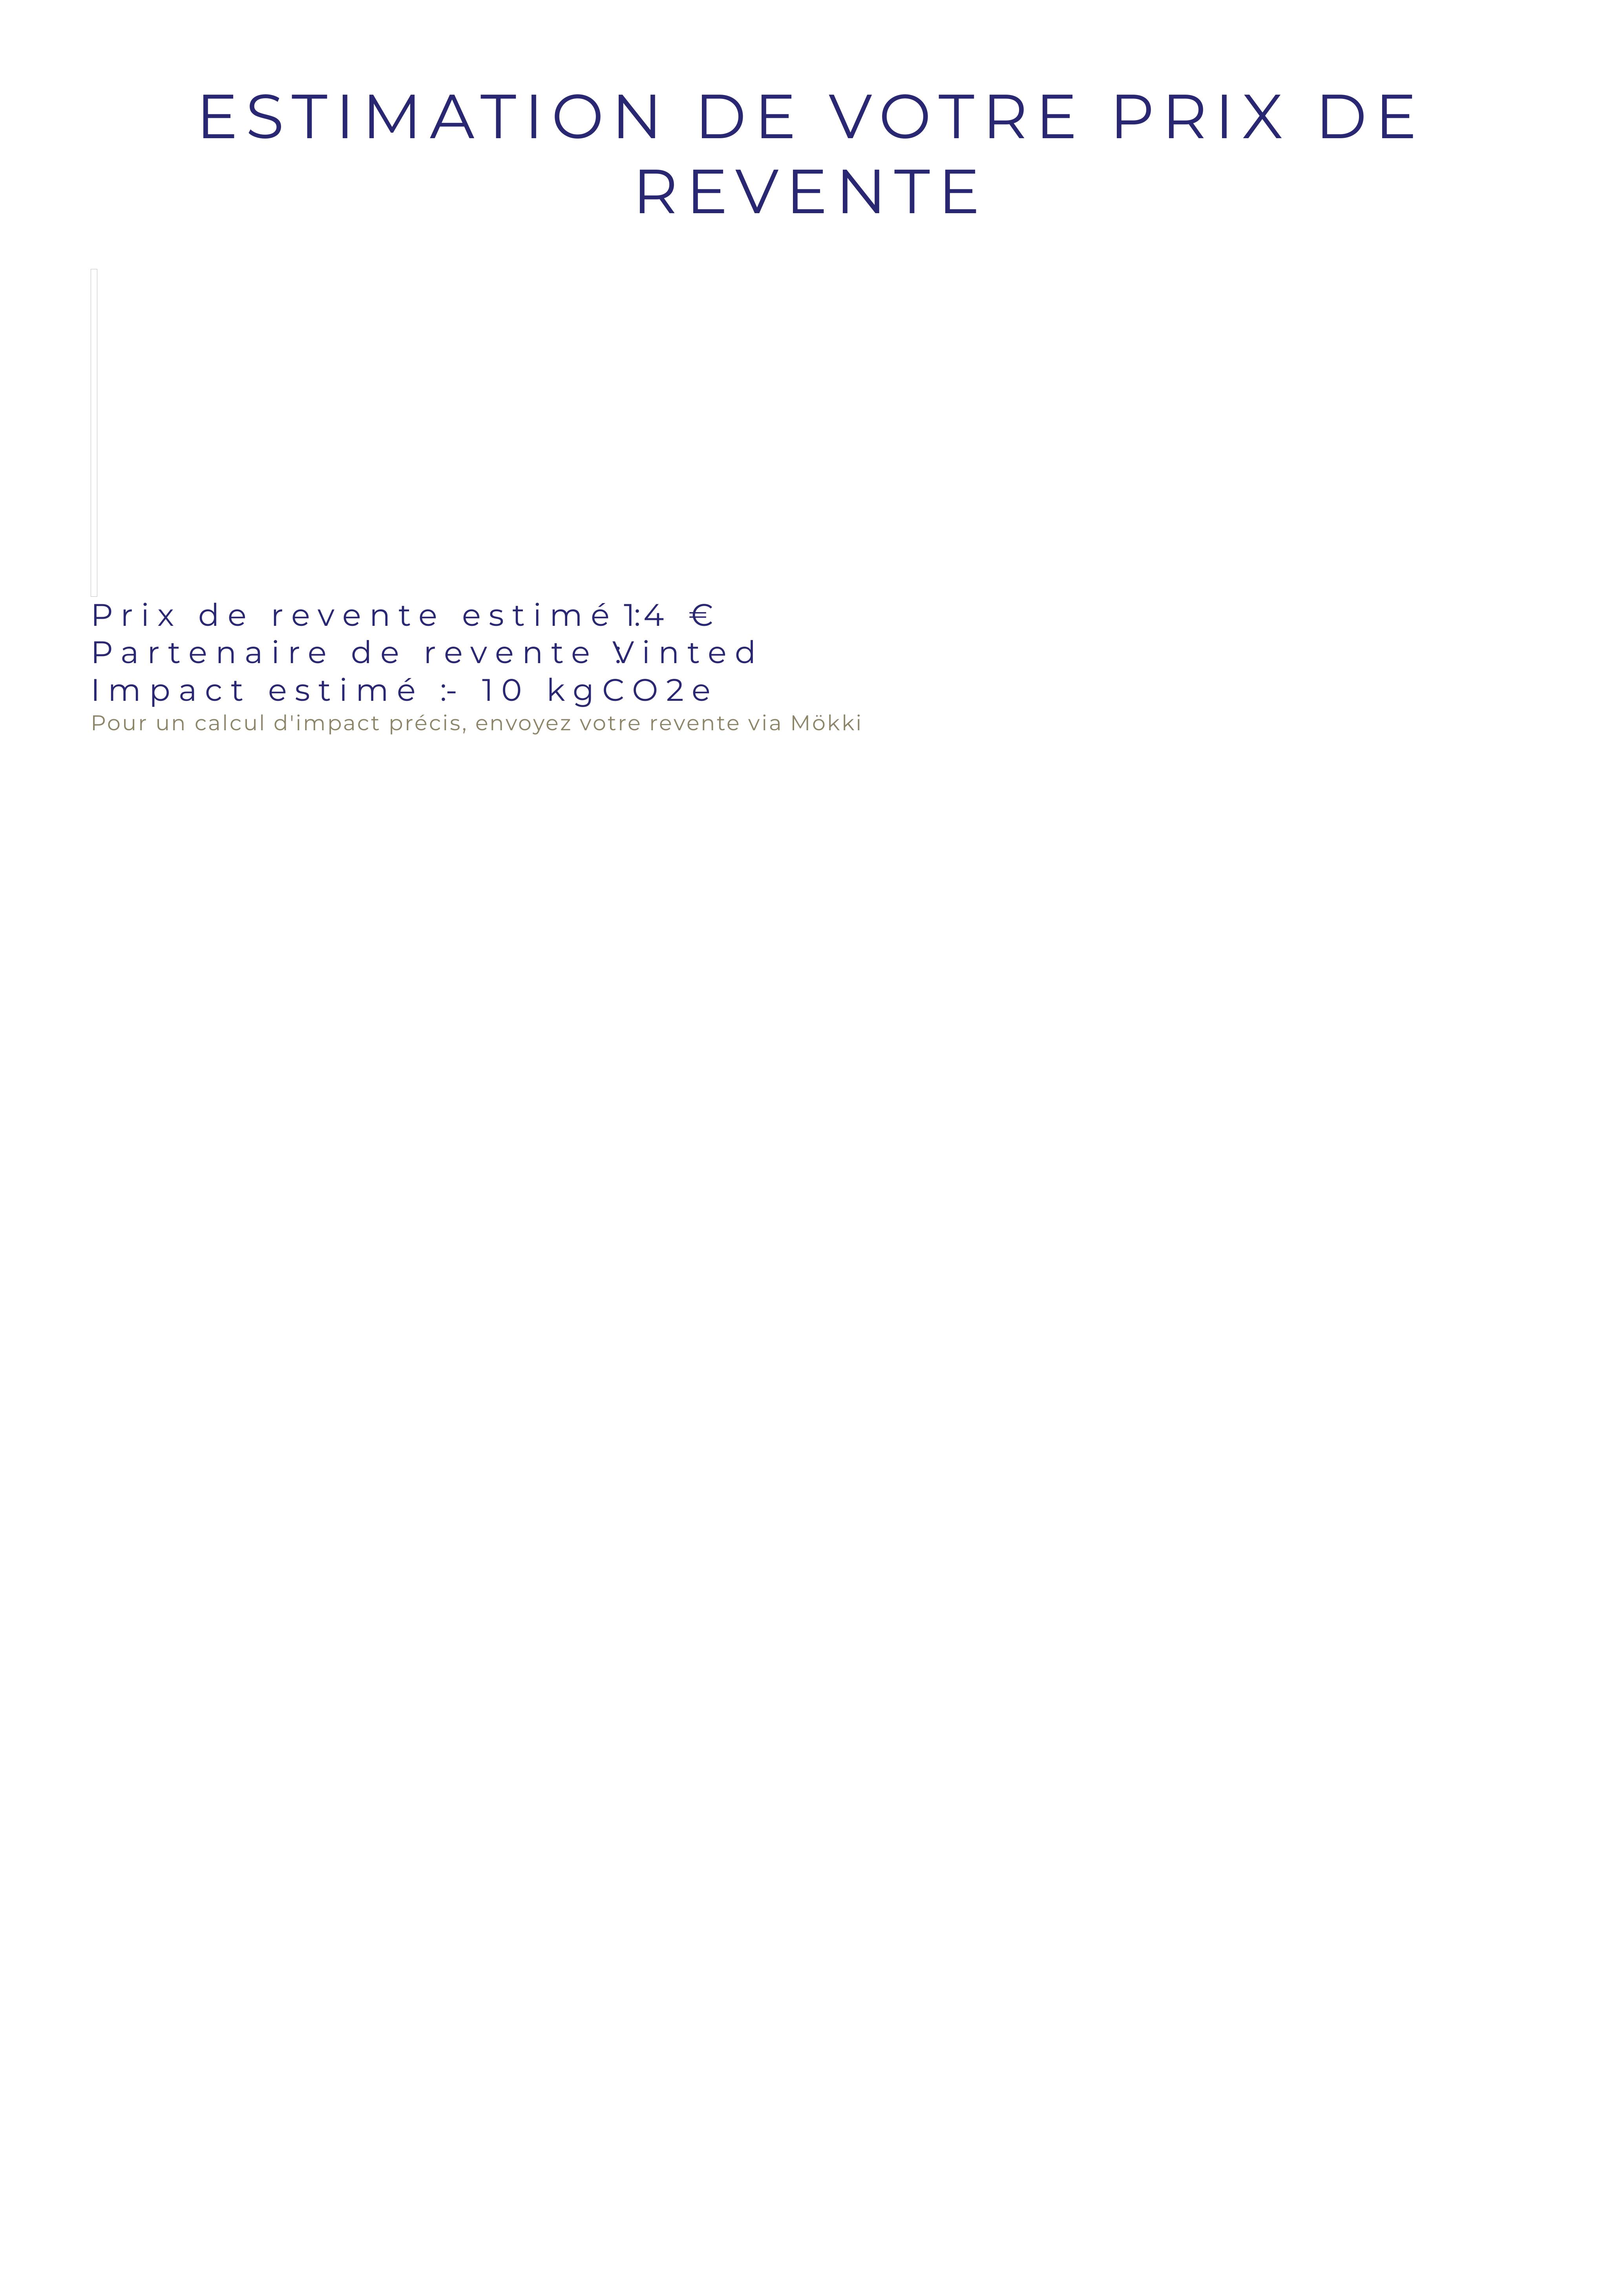 ESTIMATION DE VOTRE PRIX DE
REVENTE
Prix de revente estimé : 14 €
Partenaire de revente : Vinted
Impact estimé : - 10 kgCO2e
Pour un calcul d'impact précis, envoyez votre revente via Mökki